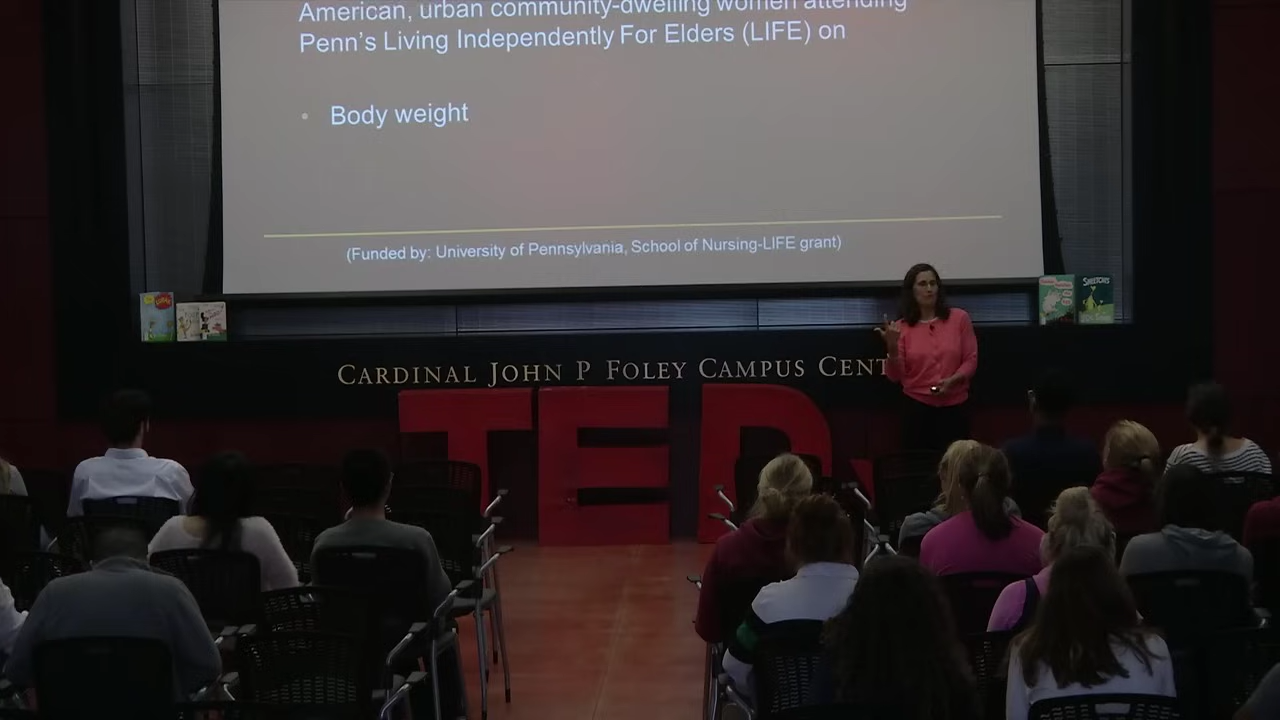 American, urban community-dwelling women attending
Penn's Living Independently For Elders (LIFE) on
• Body weight
(Funded by: University of Pennsylvania, School of Nursing-LIFE grant)
SNEETCHES
CARDINAL JOHN P FOLEY CAMPUS CENT
TED